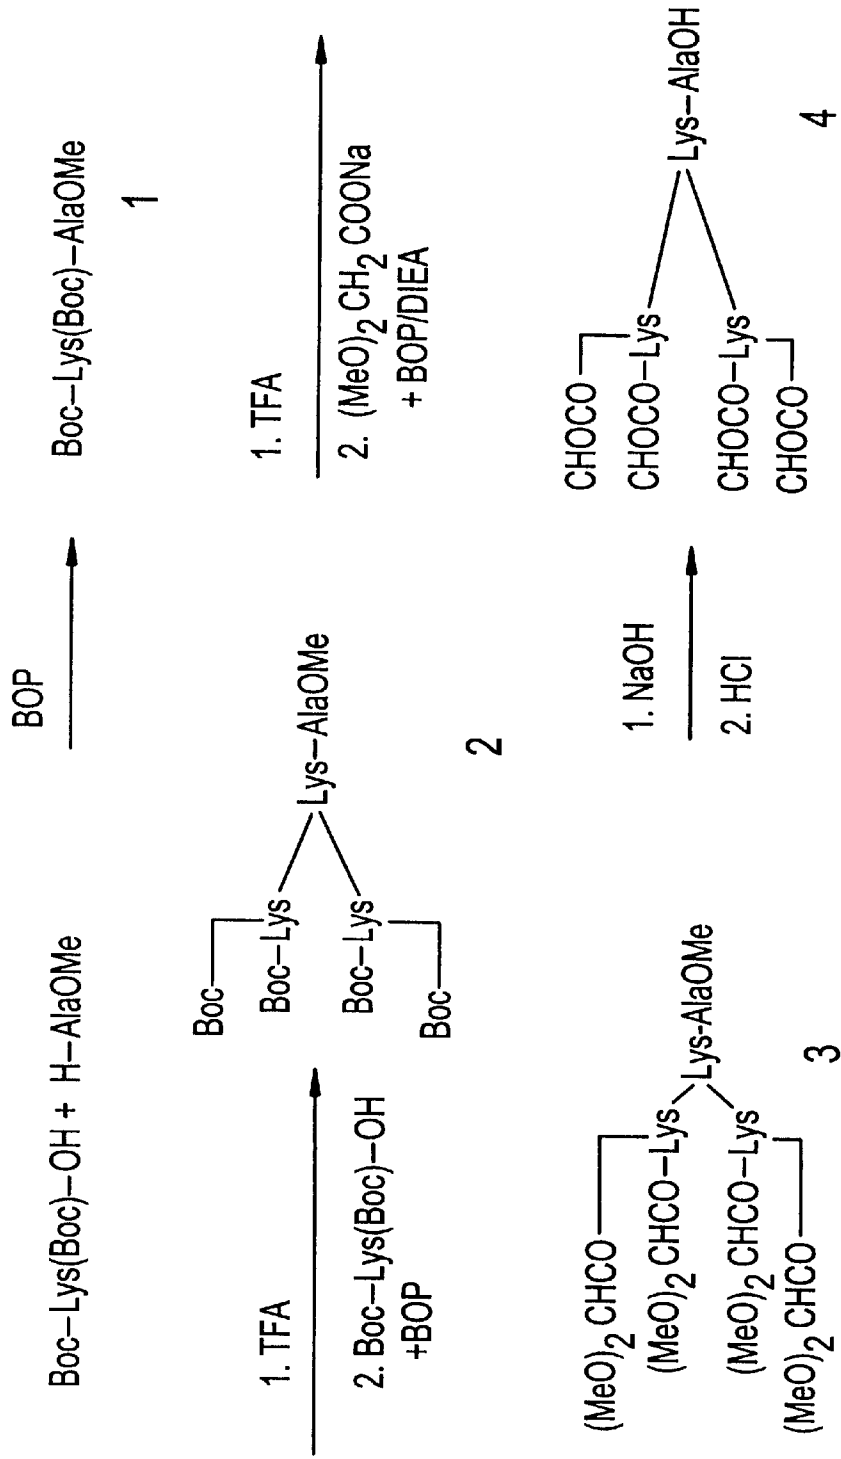 BOP
Boc–Lys(Boc)–OH + H–AlaOMe
Boc–Lys(Boc)–AlaOMe
1
1. TFA
2. Boc–Lys(Boc)–OH
+BOP
Boc
Boc–Lys
Lys–AlaOMe
Boc–Lys
Boc
2
1. TFA
2. (MeO)2 CH2 COONa
+ BOP/DIEA
(MeO)2 CHCO
(MeO)2 CHCO–Lys
Lys-AlaOMe
(MeO)2 CHCO–Lys
(MeO)2 CHCO
3
1. NaOH
2. HCl
CHOCO
CHOCO–Lys
Lys–AlaOH
CHOCO–Lys
CHOCO
4